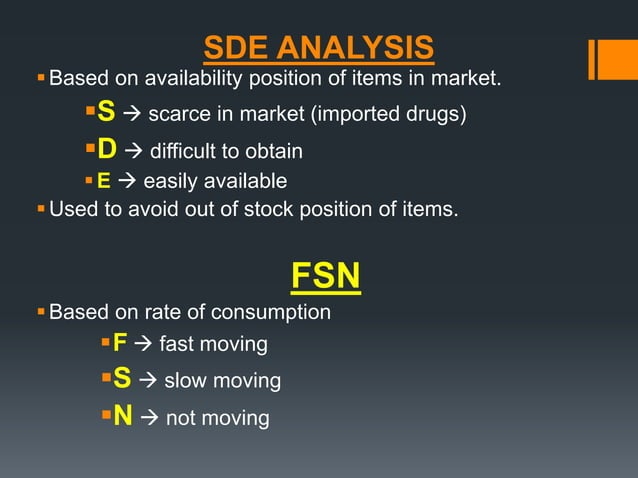 SDE ANALYSIS
▪Based on availability position of items in market.
▪S → scarce in market (imported drugs)
▪D → difficult to obtain
▪E → easily available
▪Used to avoid out of stock position of items.
FSN
▪Based on rate of consumption
▪F → fast moving
▪S → slow moving
▪N → not moving